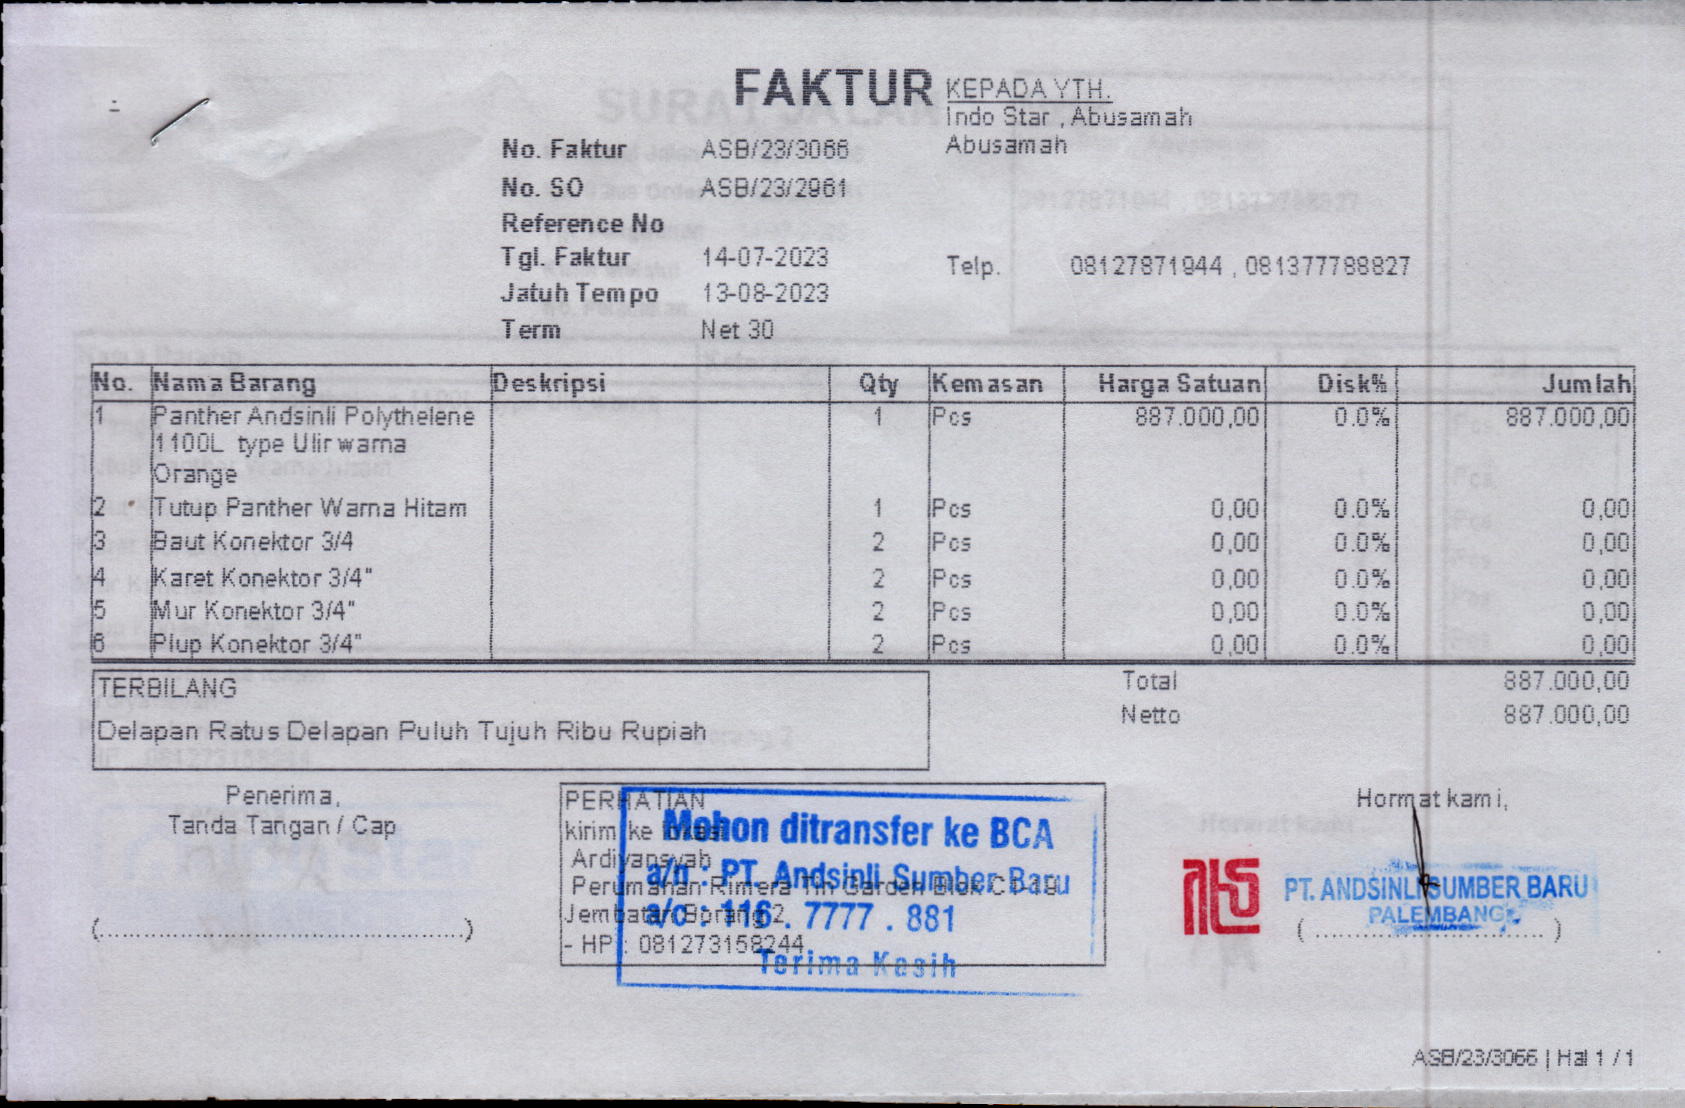 FAKTUR
KEPADA YTH.
Indo Star , Abusamah
Abusamah
No. Faktur ASB/23/3066
No. SO ASB/23/2961
Reference No
Tgl. Faktur 14-07-2023
Telp. 08127871944 , 081377788827
Jatuh Tempo 13-08-2023
Term Net 30
No. Nama Barang Deskripsi Qty Kemasan Harga Satuan Disk% Jumlah
1 Panther Andsinli Polythelene 1 Pcs 887.000,00 0.0% 887.000,00
1100L type Ulir warna
Orange
2 Tutup Panther Warna Hitam 1 Pcs 0,00 0.0% 0,00
3 Baut Konektor 3/4 2 Pcs 0,00 0.0% 0,00
4 Karet Konektor 3/4" 2 Pcs 0,00 0.0% 0,00
5 Mur Konektor 3/4" 2 Pcs 0,00 0.0% 0,00
6 Plup Konektor 3/4" 2 Pcs 0,00 0.0% 0,00
TERBILANG
Delapan Ratus Delapan Puluh Tujuh Ribu Rupiah
Total 887.000,00
Netto 887.000,00
Penerima,
Tanda Tangan / Cap
(....................................)
PERHATIAN
kirim ke
Ardiyansyah
Perumahan
Jembatan Borang 2
- HP : 081273158244
Mohon ditransfer ke BCA
a/n : PT. Andsinli Sumber Baru
a/c : 116 . 7777 . 881
Terima Kasih
Hormat kami,
PT. ANDSINLI SUMBER BARU
PALEMBANG
( ............................ )
ASB/23/3066 | Hal 1 / 1